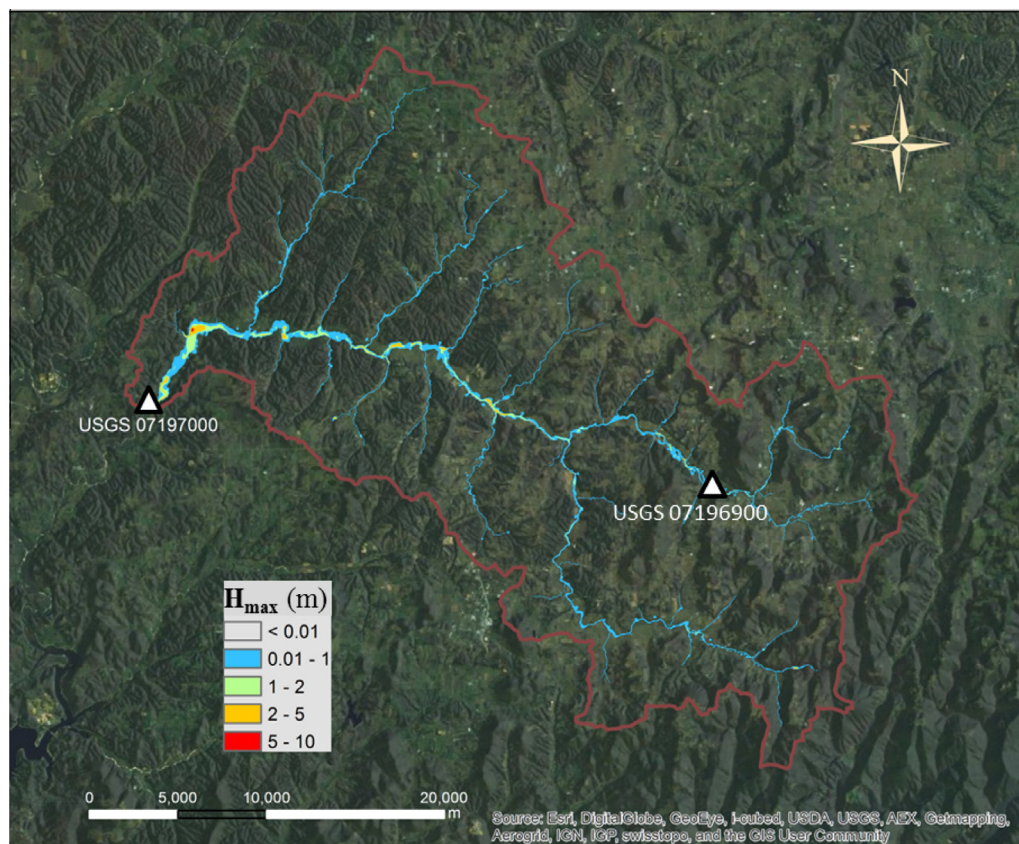 N
USGS 07197000
USGS 07196900
Hmax (m)
< 0.01
0.01 - 1
1 - 2
2 - 5
5 - 10
0 5,000 10,000 20,000
m
Source: Esri, DigitalGlobe, GeoEye, i-cubed, USDA, USGS, AEX, Getmapping,
Aerogrid, IGN, IGP, swisstopo, and the GIS User Community